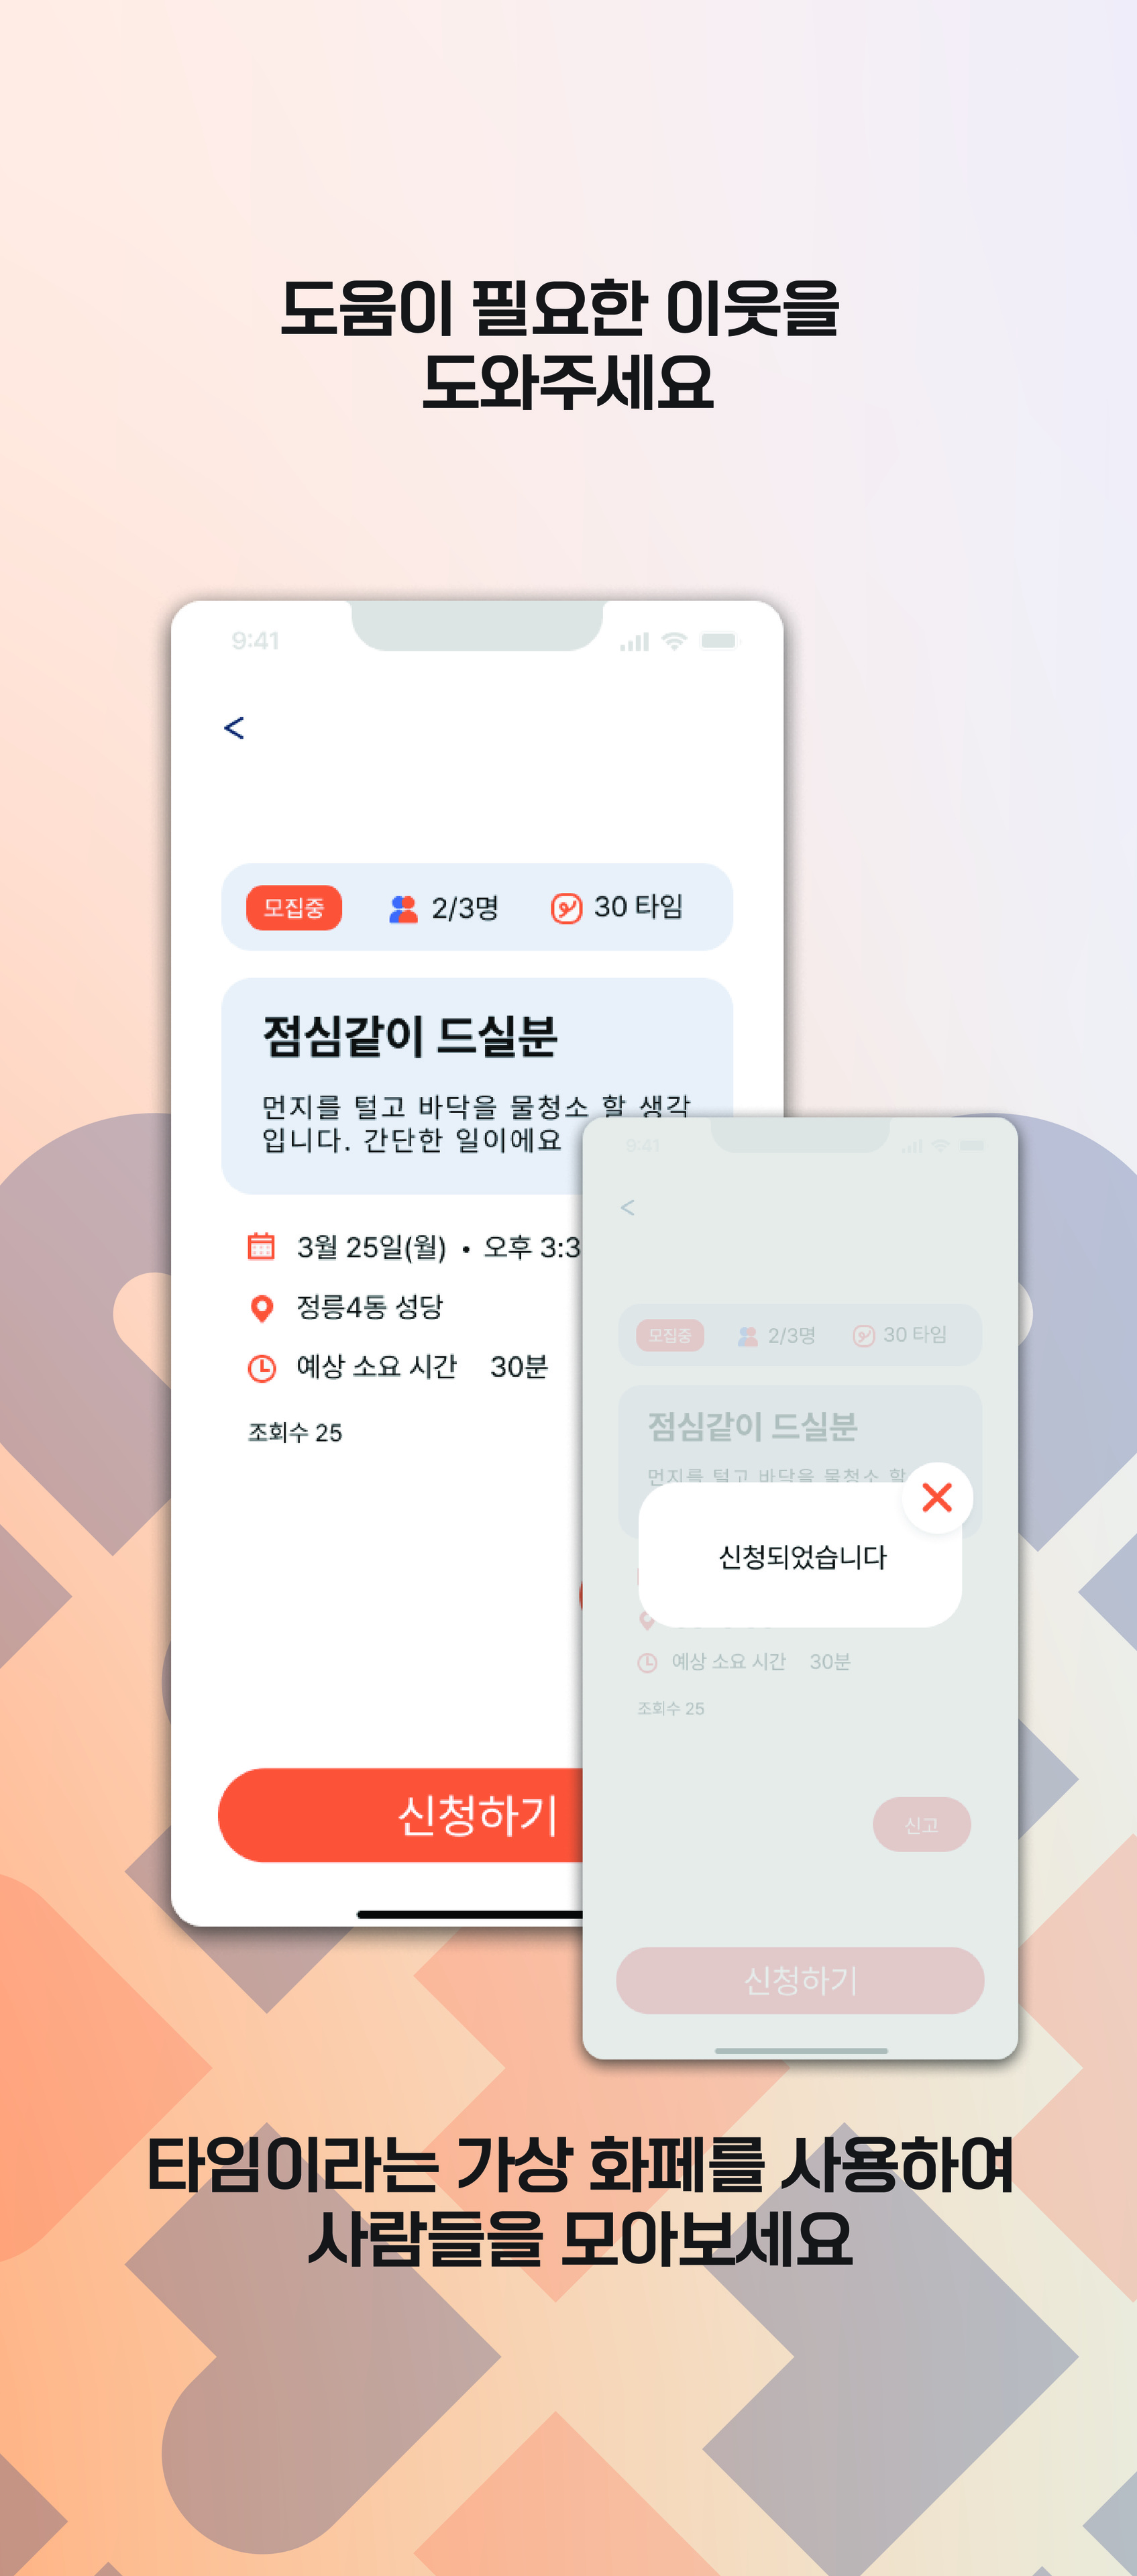 도움이 필요한 이웃을
도와주세요
9:41
<
모집중 2/3명 30 타임
점심같이 드실분
먼지를 털고 바닥을 물청소 할 생각
입니다. 간단한 일이에요
3월 25일(월) • 오후 3:3
정릉4동 성당
예상 소요 시간 30분
조회수 25
신청하기
9:41
<
모집중 2/3명 30 타임
점심같이 드실분
먼지를 털고 바닥을 물청소 할
신청되었습니다
예상 소요 시간 30분
조회수 25
신고
신청하기
타임이라는 가상 화페를 사용하여
사람들을 모아보세요